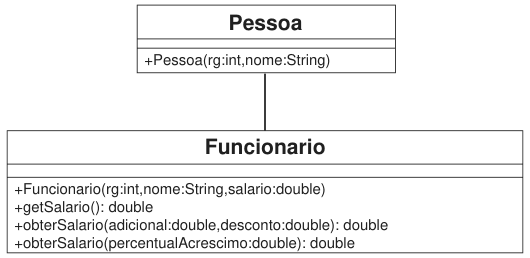 Pessoa
+Pessoa(rg:int,nome:String)
Funcionario
+Funcionario(rg:int,nome:String,salario:double)
+getSalario(): double
+obterSalario(adicional:double,desconto:double): double
+obterSalario(percentualAcrescimo:double): double